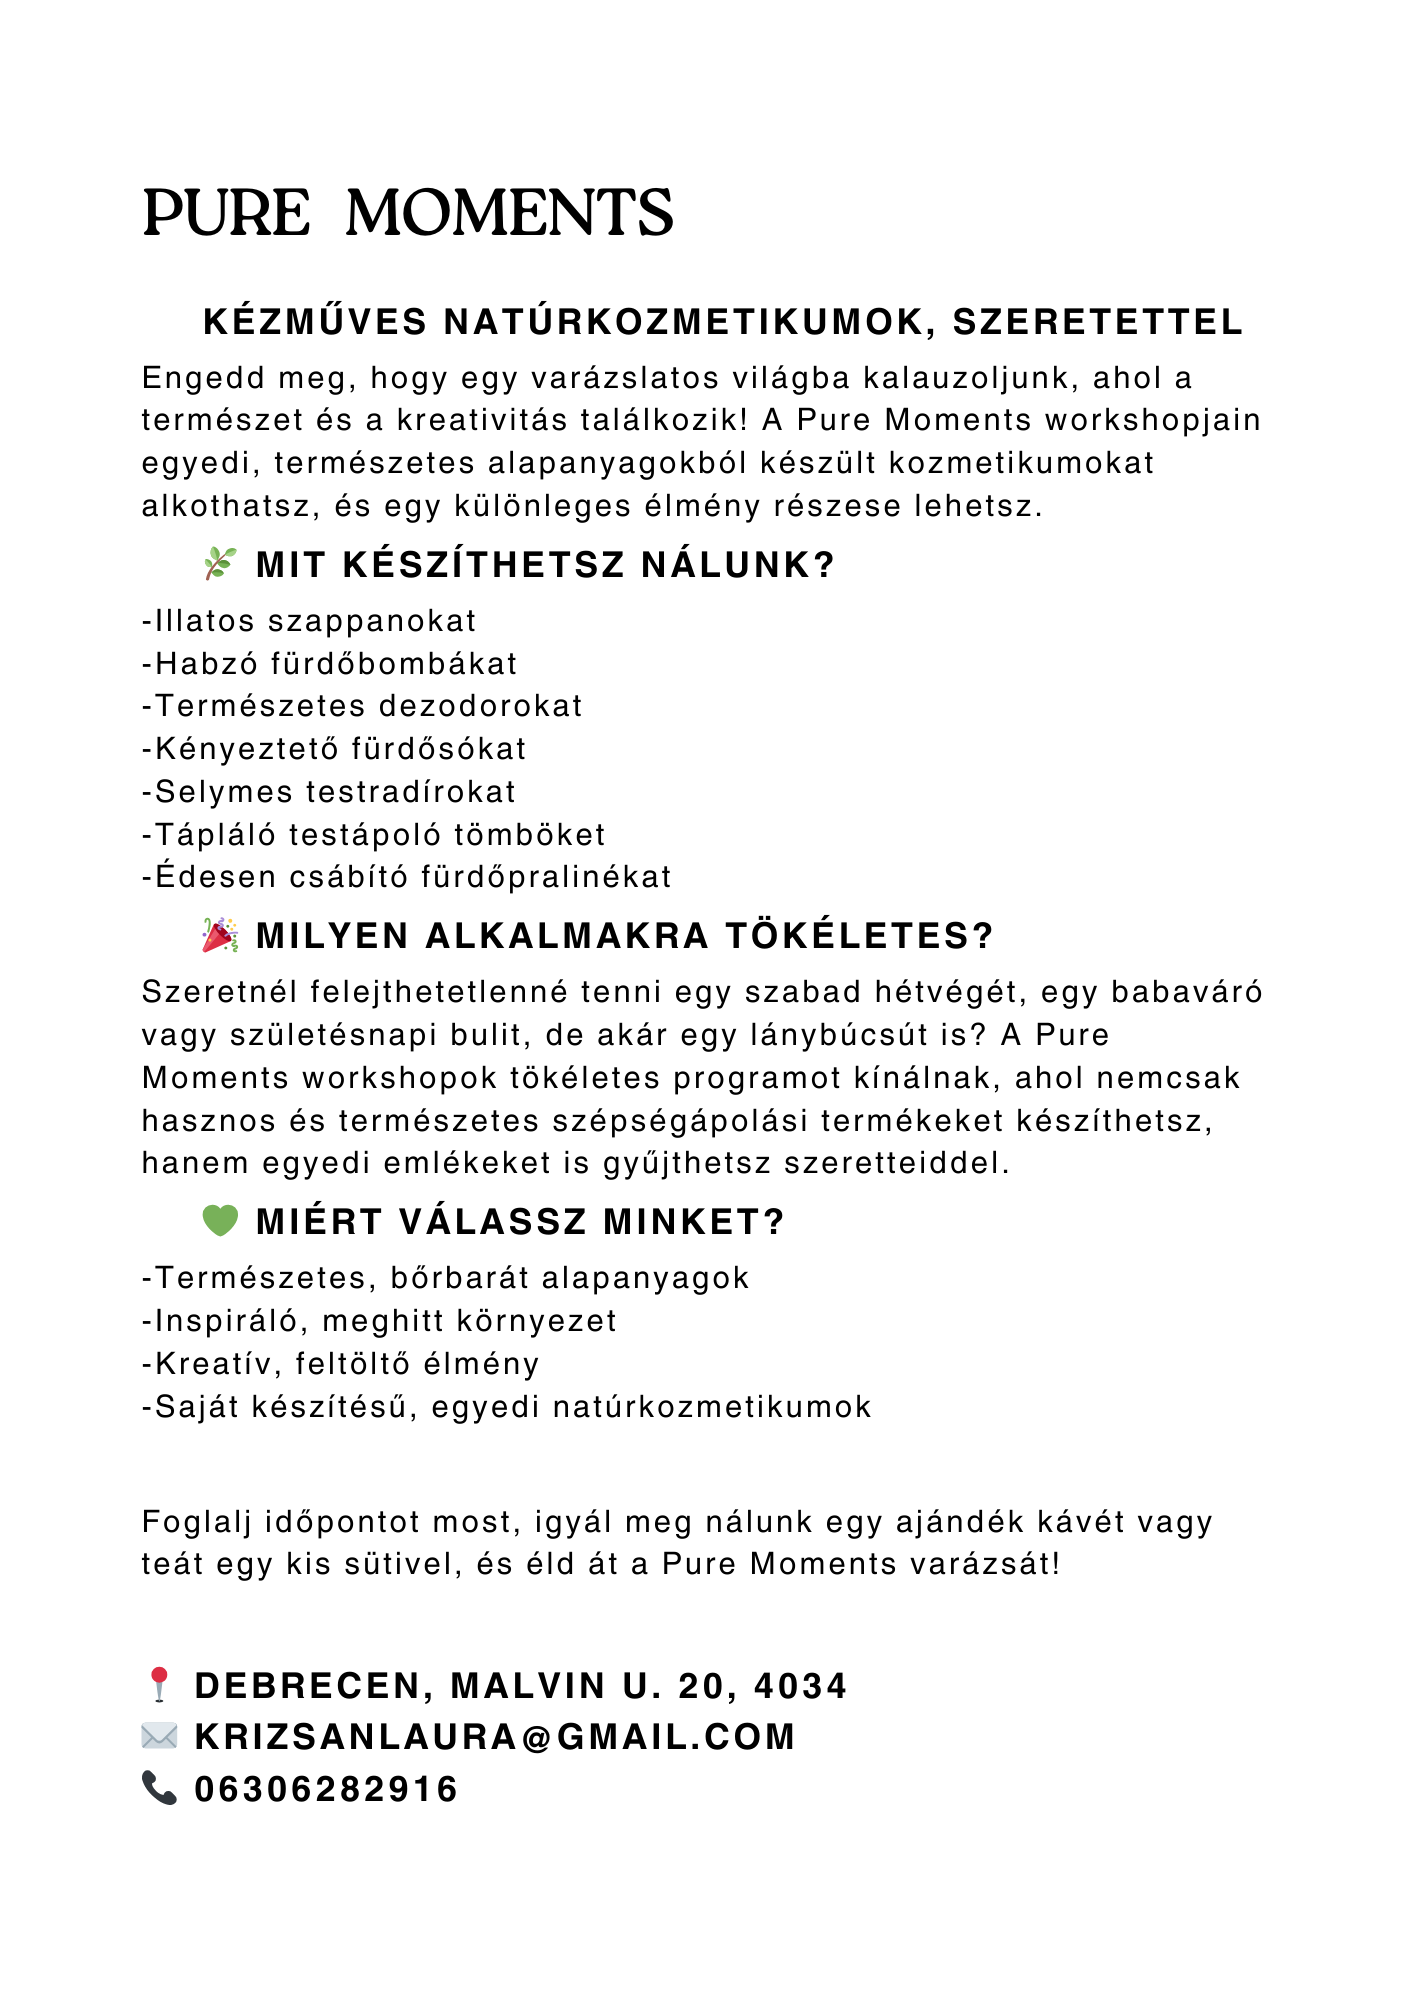 PURE MOMENTS
KÉZMŰVES NATÚRKOZMETIKUMOK, SZERETETTEL
Engedd meg, hogy egy varázslatos világba kalauzoljunk, ahol a
természet és a kreativitás találkozik! A Pure Moments workshopjain
egyedi, természetes alapanyagokból készült kozmetikumokat
alkothatsz, és egy különleges élmény részese lehetsz.
🌿 MIT KÉSZÍTHETSZ NÁLUNK?
-Illatos szappanokat
-Habzó fürdőbombákat
-Természetes dezodorokat
-Kényeztető fürdősókat
-Selymes testradírokat
-Tápláló testápoló tömböket
-Édesen csábító fürdőpralinékat
🎉 MILYEN ALKALMAKRA TÖKÉLETES?
Szeretnél felejthetetlenné tenni egy szabad hétvégét, egy babaváró
vagy születésnapi bulit, de akár egy lánybúcsút is? A Pure
Moments workshopok tökéletes programot kínálnak, ahol nemcsak
hasznos és természetes szépségápolási termékeket készíthetsz,
hanem egyedi emlékeket is gyűjthetsz szeretteiddel.
💚 MIÉRT VÁLASSZ MINKET?
-Természetes, bőrbarát alapanyagok
-Inspiráló, meghitt környezet
-Kreatív, feltöltő élmény
-Saját készítésű, egyedi natúrkozmetikumok
Foglalj időpontot most, igyál meg nálunk egy ajándék kávét vagy
teát egy kis sütivel, és éld át a Pure Moments varázsát!
📍 DEBRECEN, MALVIN U. 20, 4034
✉️ KRIZSANLAURA@GMAIL.COM
📞 06306282916